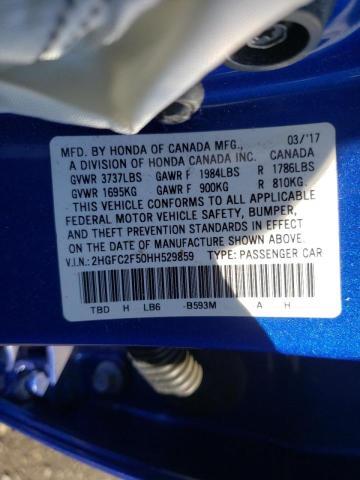 MFD. BY HONDA OF CANADA MFG., 03/'17
A DIVISION OF HONDA CANADA INC. CANADA
GVWR 3737LBS GAWR F 1984LBS R 1786LBS
GVWR 1695KG GAWR F 900KG R 810KG
THIS VEHICLE CONFORMS TO ALL APPLICABLE
FEDERAL MOTOR VEHICLE SAFETY, BUMPER,
AND THEFT PREVENTION STANDARDS IN EFFECT
ON THE DATE OF MANUFACTURE SHOWN ABOVE.
V.I.N.: 2HGFC2F50HH529859 TYPE: PASSENGER CAR
TBD H LB6 -B593M A H